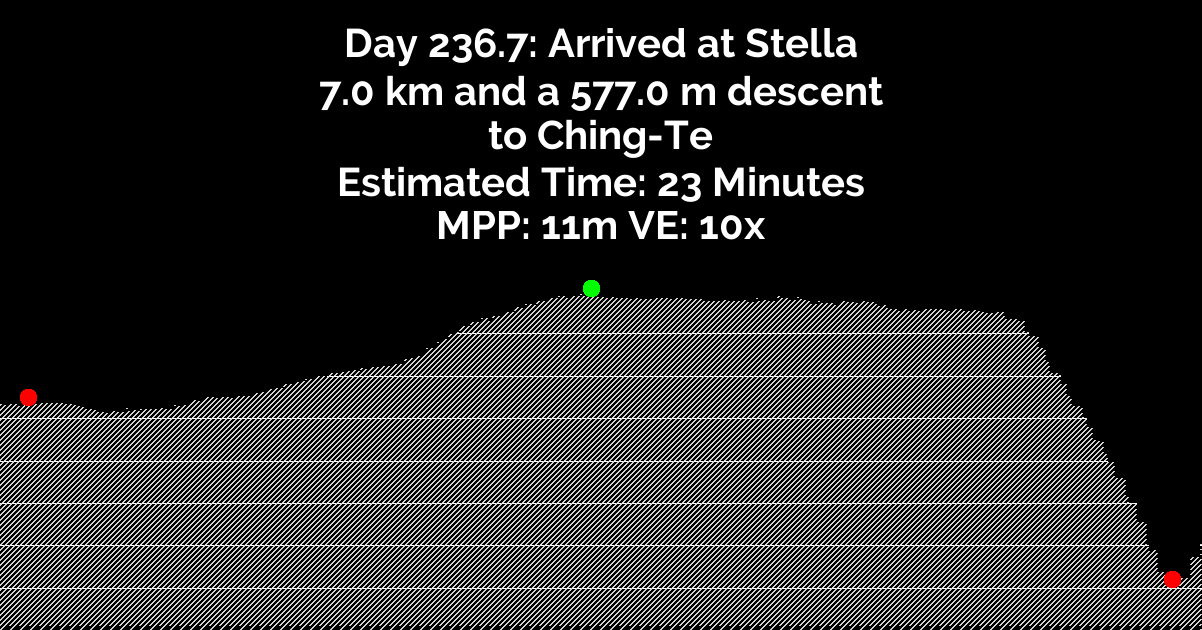 Day 236.7: Arrived at Stella
7.0 km and a 577.0 m descent
to Ching-Te
Estimated Time: 23 Minutes
MPP: 11m VE: 10x